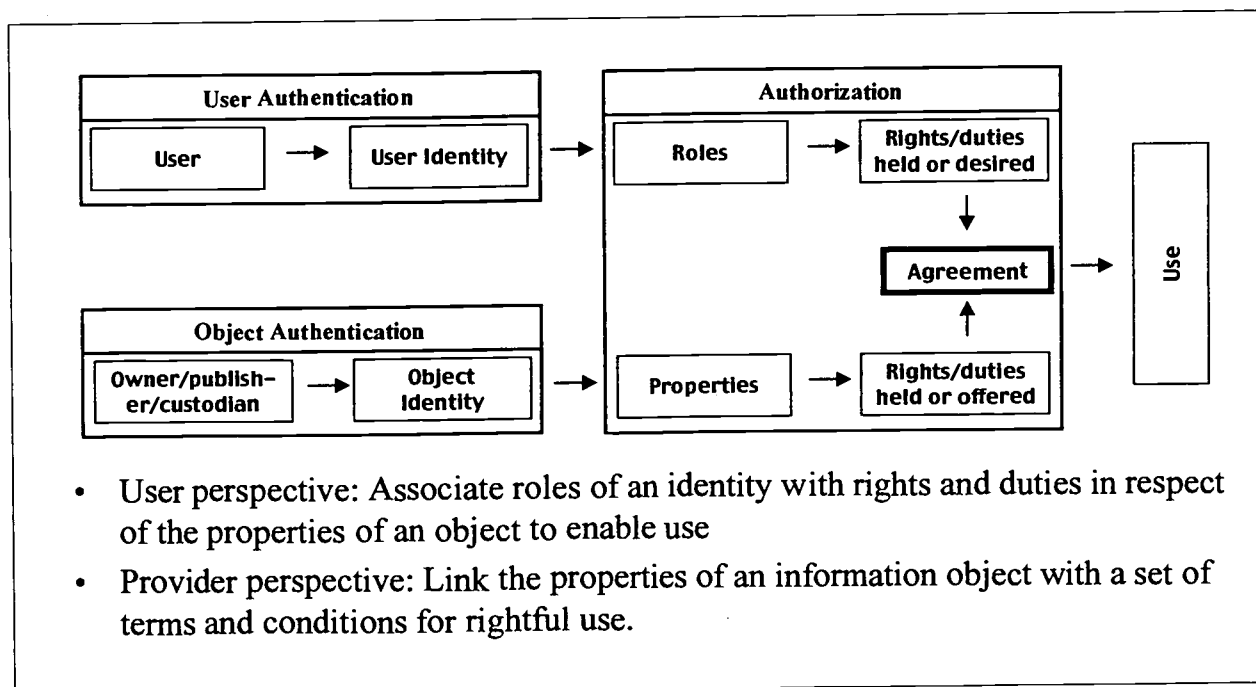 User Authentication
User
User Identity
Authorization
Roles
Rights/duties
held or desired
Agreement
Use
Object Authentication
Owner/publish-
er/custodian
Object
Identity
Properties
Rights/duties
held or offered
• User perspective: Associate roles of an identity with rights and duties in respect
of the properties of an object to enable use
• Provider perspective: Link the properties of an information object with a set of
terms and conditions for rightful use.